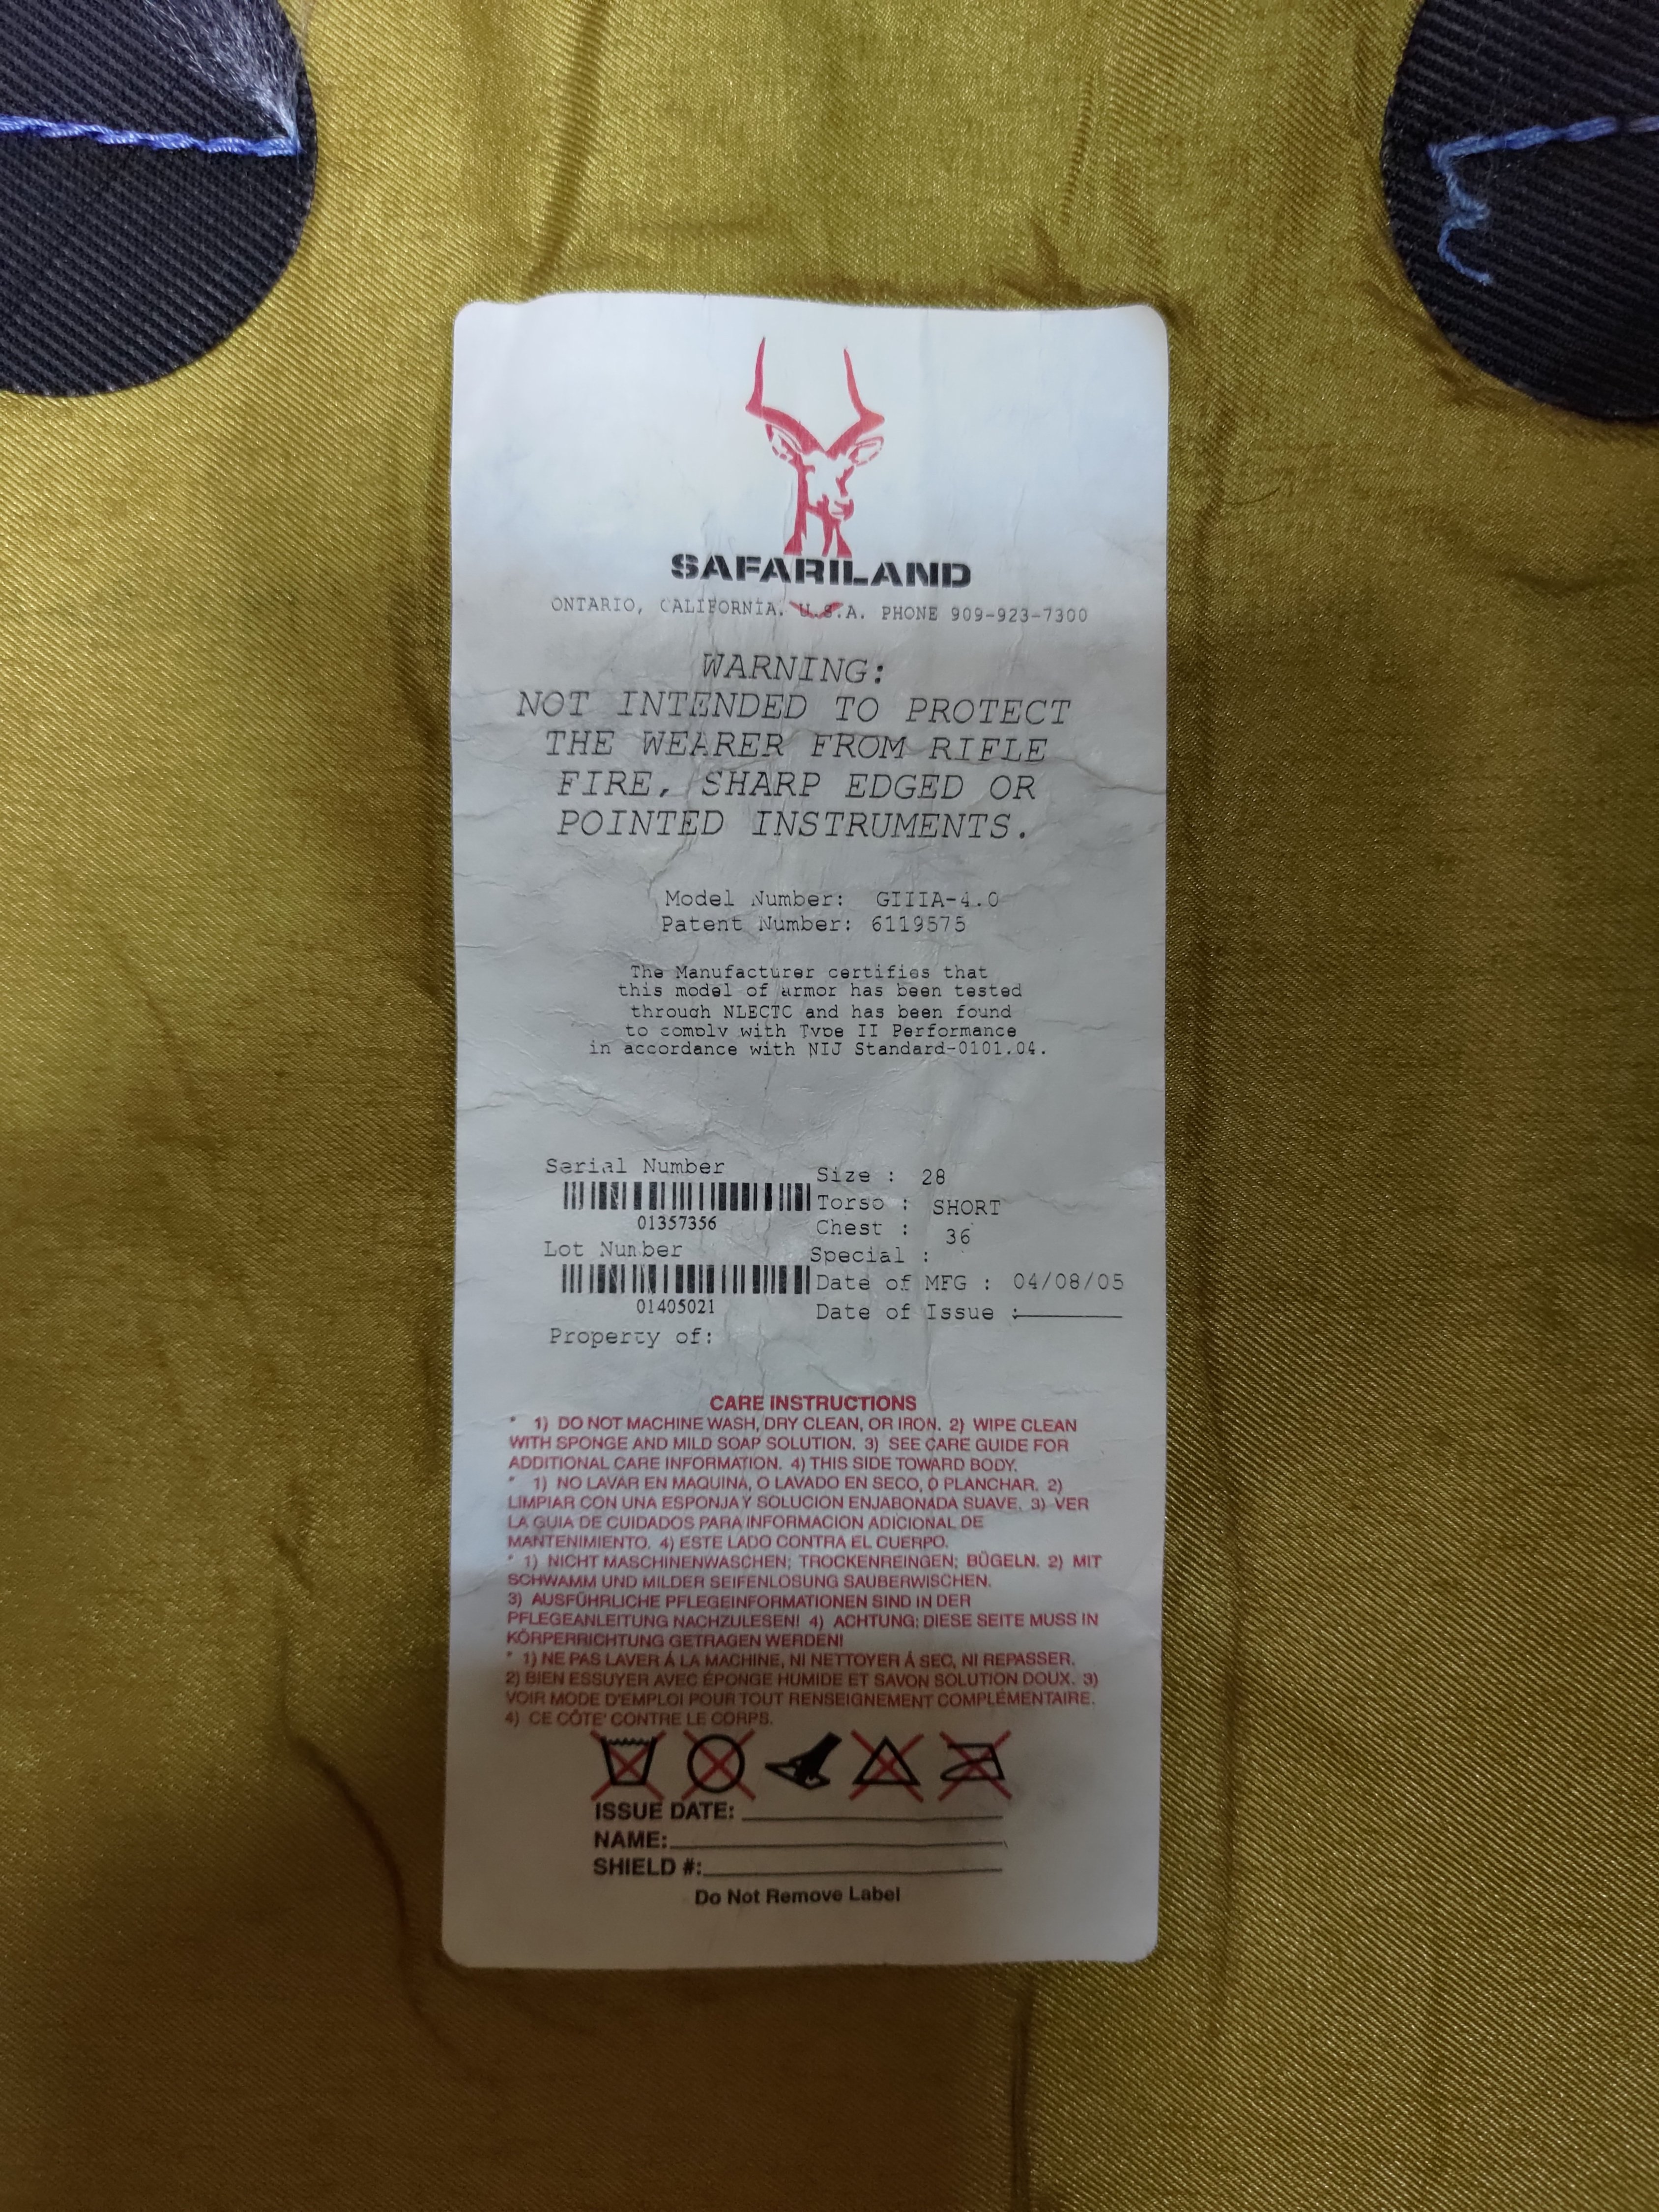 SAFARILAND
ONTARIO, CALIFORNIA. U.S.A. PHONE 909-923-7300
WARNING:
NOT INTENDED TO PROTECT
THE WEARER FROM RIFLE
FIRE, SHARP EDGED OR
POINTED INSTRUMENTS.
Model Number: GIIIA-4.0
Patent Number: 6119575
The Manufacturer certifies that
this model of armor has been tested
through NLECTC and has been found
to comply with Type II Performance
in accordance with NIJ Standard-0101.04.
Serial Number
01357356
Lot Number
01405021
Property of:
Size : 28
Torso : SHORT
Chest : 36
Special :
Date of MFG : 04/08/05
Date of Issue :
CARE INSTRUCTIONS
* 1) DO NOT MACHINE WASH, DRY CLEAN, OR IRON. 2) WIPE CLEAN
WITH SPONGE AND MILD SOAP SOLUTION. 3) SEE CARE GUIDE FOR
ADDITIONAL CARE INFORMATION. 4) THIS SIDE TOWARD BODY.
* 1) NO LAVAR EN MAQUINA, O LAVADO EN SECO, O PLANCHAR. 2)
LIMPIAR CON UNA ESPONJA Y SOLUCION ENJABONADA SUAVE. 3) VER
LA GUIA DE CUIDADOS PARA INFORMACION ADICIONAL DE
MANTENIMIENTO. 4) ESTE LADO CONTRA EL CUERPO.
* 1) NICHT MASCHINENWASCHEN; TROCKENREINGEN; BÜGELN. 2) MIT
SCHWAMM UND MILDER SEIFENLOSUNG SAUBERWISCHEN.
3) AUSFÜHRLICHE PFLEGEINFORMATIONEN SIND IN DER
PFLEGEANLEITUNG NACHZULESEN! 4) ACHTUNG: DIESE SEITE MUSS IN
KÖRPERRICHTUNG GETRAGEN WERDEN!
* 1) NE PAS LAVER Á LA MACHINE, NI NETTOYER Á SEC, NI REPASSER.
2) BIEN ESSUYER AVEC ÉPONGE HUMIDE ET SAVON SOLUTION DOUX. 3)
VOIR MODE D'EMPLOI POUR TOUT RENSEIGNEMENT COMPLÉMENTAIRE.
4) CE CÔTE' CONTRE LE CORPS.
ISSUE DATE:
NAME:
SHIELD #:
Do Not Remove Label